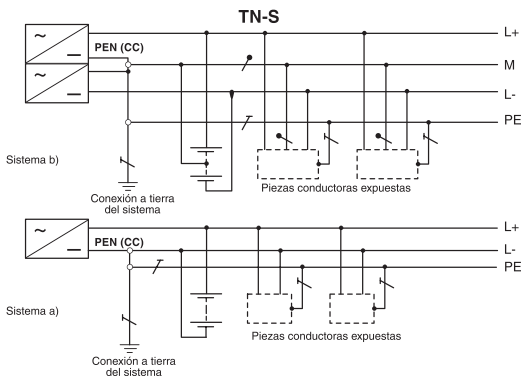 TN-S
L+
PEN (CC)
M
L-
PE
Sistema b)
Conexión a tierra
del sistema
Piezas conductoras expuestas
L+
PEN (CC)
L-
PE
Sistema a)
Piezas conductoras expuestas
Conexión a tierra
del sistema